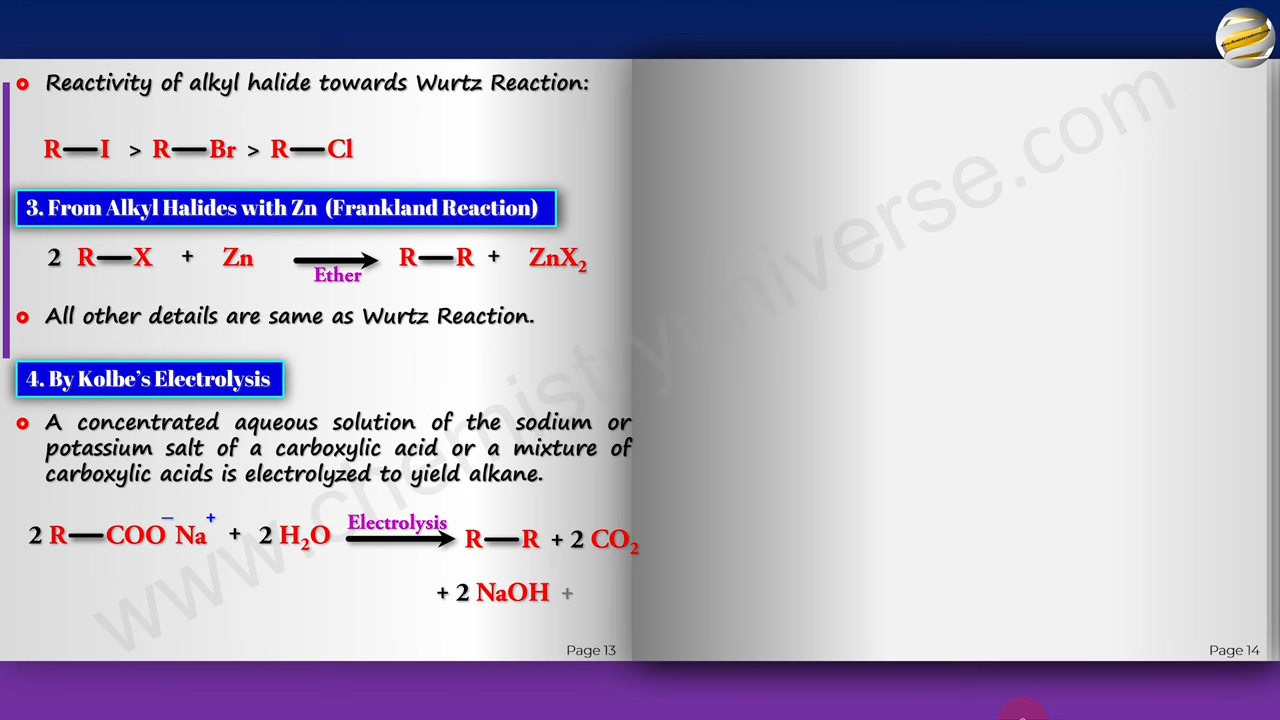 Reactivity of alkyl halide towards Wurtz Reaction:
R—I > R—Br > R—Cl
3. From Alkyl Halides with Zn (Frankland Reaction)
2 R—X + Zn Ether R—R + ZnX₂
All other details are same as Wurtz Reaction.
4. By Kolbe's Electrolysis
A concentrated aqueous solution of the sodium or
potassium salt of a carboxylic acid or a mixture of
carboxylic acids is electrolyzed to yield alkane.
2 R—COO⁻ Na⁺ + 2 H₂O Electrolysis R—R + 2 CO₂
+ 2 NaOH +
Page 13
Page 14
www.chemistryuniverse.com